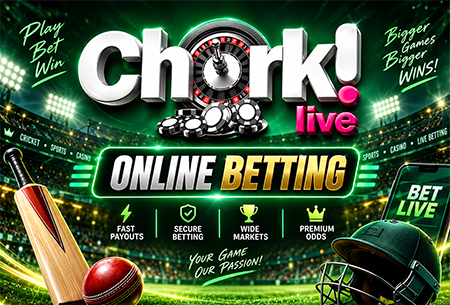 Play
Bet
Win
Chorki
live
Bigger
Games
Bigger
WINS!
CRICKET • SPORTS • CASINO
SPORTS • CASINO • LIVE BETTING
ONLINE BETTING
BET
LIVE
FAST
PAYOUTS
SECURE
BETTING
WIDE
MARKETS
PREMIUM
ODDS
Your Game
Our Passion!